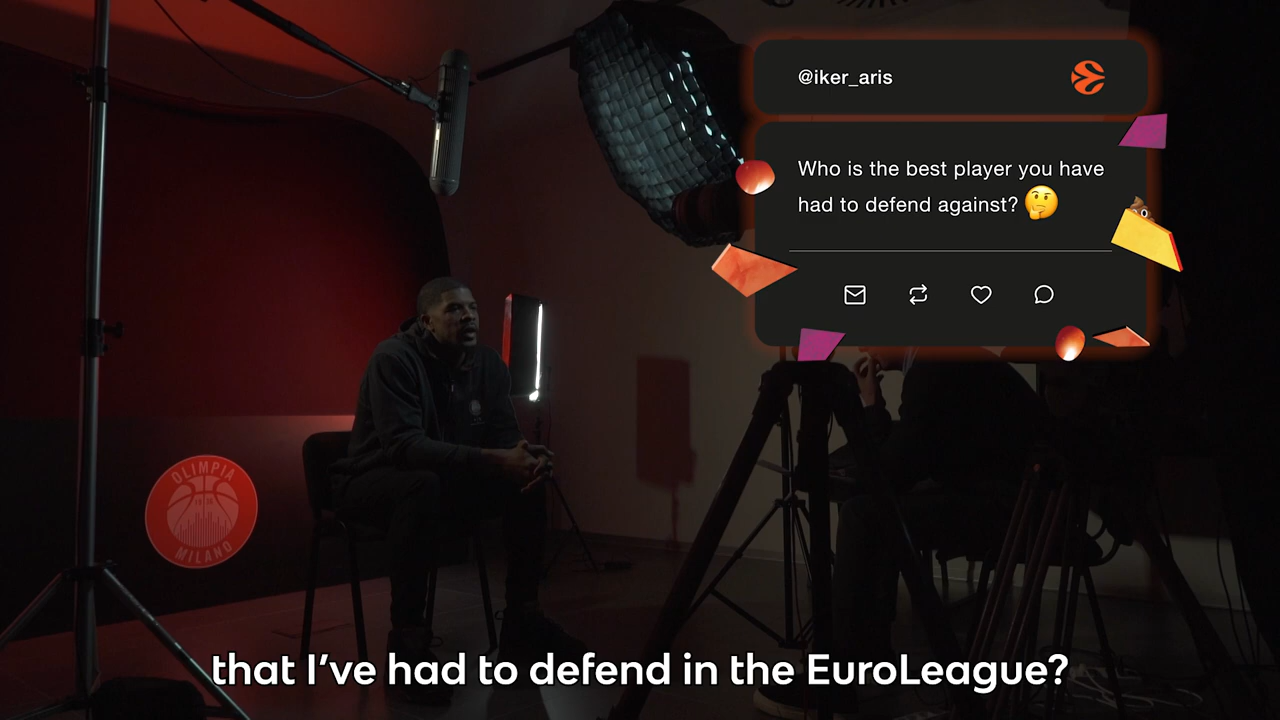 @iker_aris
Who is the best player you have
had to defend against? 🤔
OLIMPIA
MILANO
that I've had to defend in the EuroLeague?